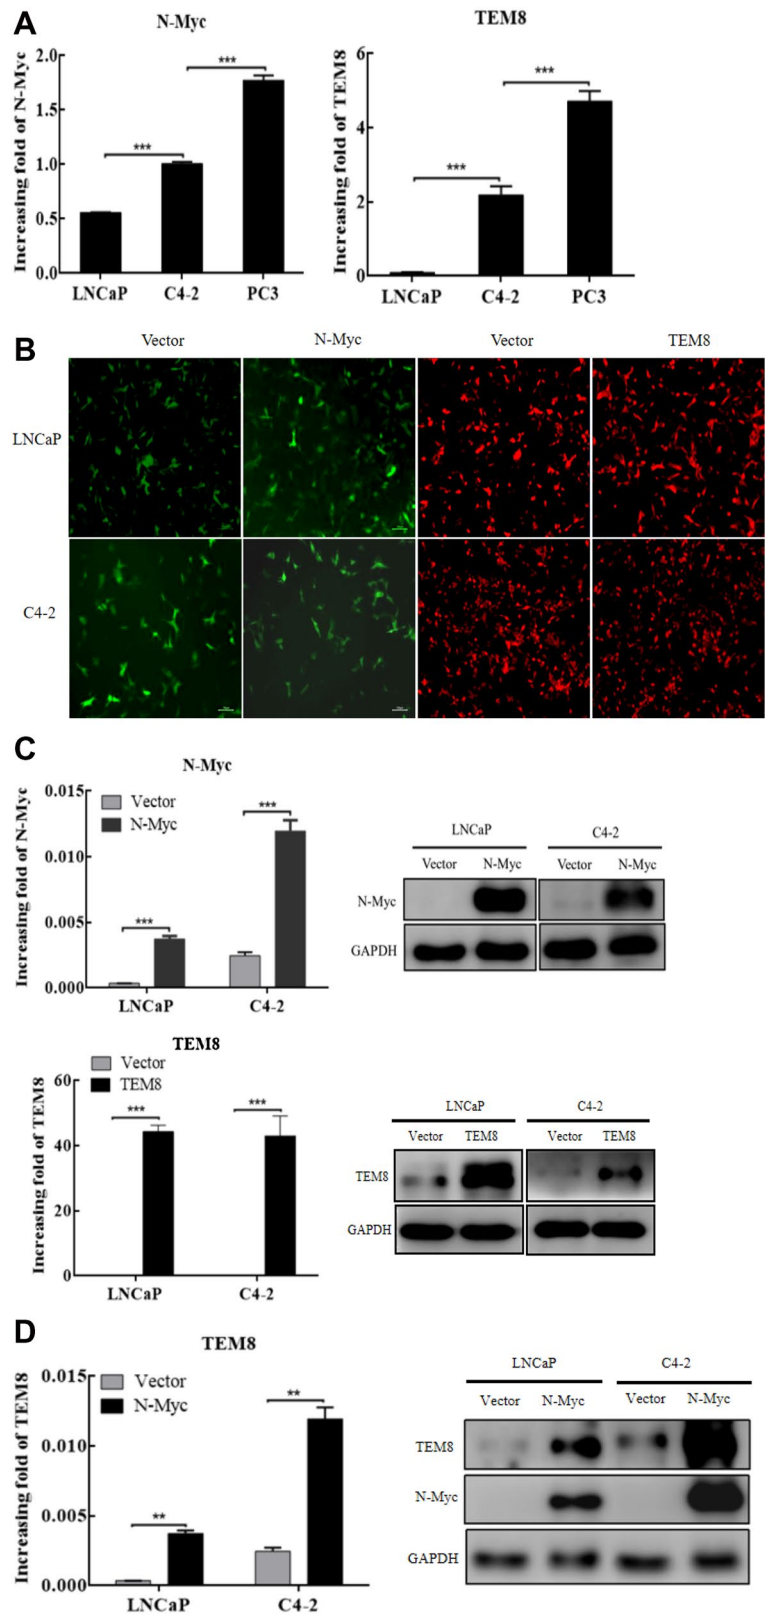 A
N-Myc
TEM8
Increasing fold of N-Myc
2.0
1.5
1.0
0.5
0.0
***
***
LNCaP C4-2 PC3
Increasing fold of TEM8
6
4
2
0
***
***
LNCaP C4-2 PC3
B
Vector N-Myc Vector TEM8
LNCaP
C4-2
C
N-Myc
Increasing fold of N-Myc
0.015
0.010
0.005
0.000
Vector
N-Myc
***
***
LNCaP C4-2
LNCaP C4-2
Vector N-Myc Vector N-Myc
N-Myc
GAPDH
TEM8
Vector
TEM8
Increasing fold of TEM8
60
40
20
0
***
***
LNCaP C4-2
LNCaP C4-2
Vector TEM8 Vector TEM8
TEM8
GAPDH
D
TEM8
Increasing fold of TEM8
0.015
0.010
0.005
0.000
Vector
N-Myc
**
**
LNCaP C4-2
LNCaP C4-2
Vector N-Myc Vector N-Myc
TEM8
N-Myc
GAPDH